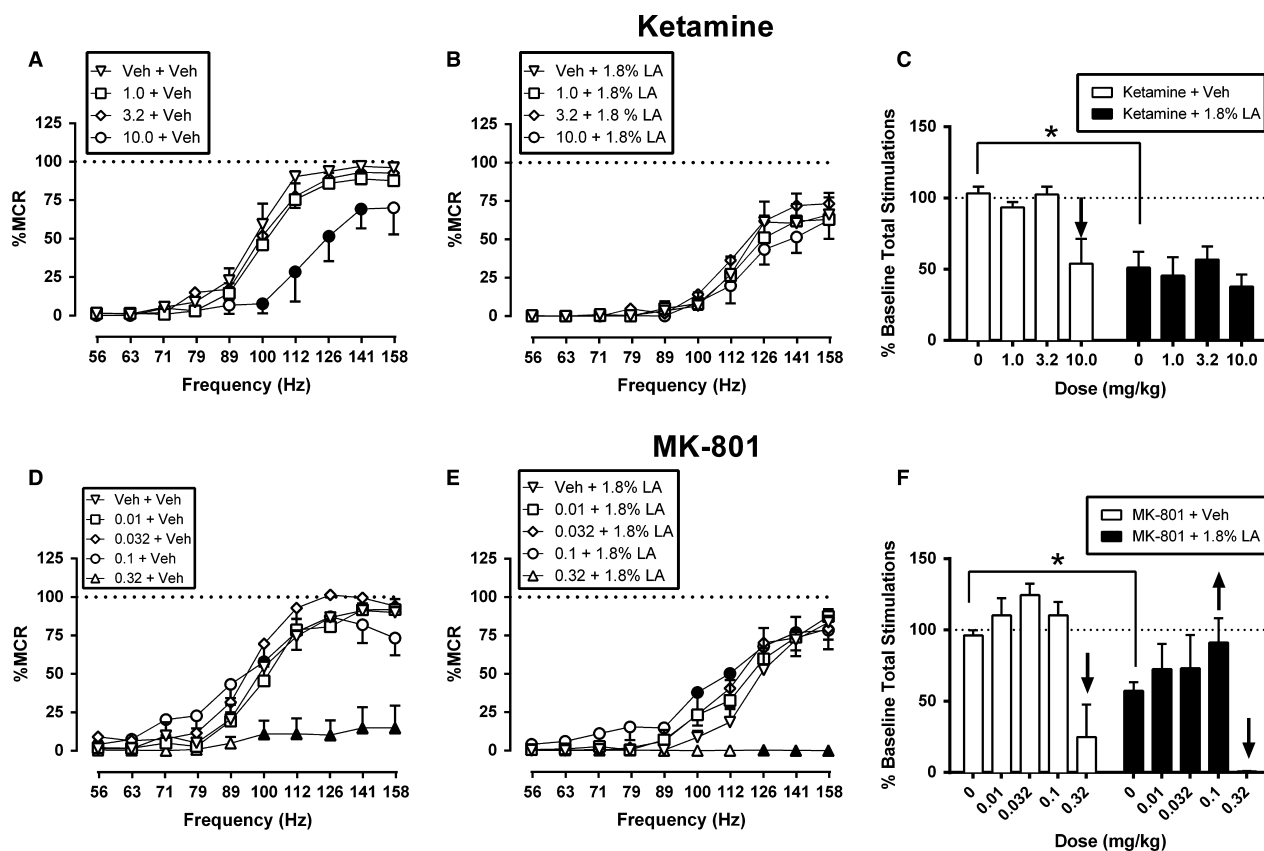 Ketamine
A
Veh + Veh
1.0 + Veh
3.2 + Veh
10.0 + Veh
%MCR
125
100
75
50
25
0
56 63 71 79 89 100 112 126 141 158
Frequency (Hz)
B
Veh + 1.8% LA
1.0 + 1.8% LA
3.2 + 1.8 % LA
10.0 + 1.8% LA
%MCR
125
100
75
50
25
0
56 63 71 79 89 100 112 126 141 158
Frequency (Hz)
C
Ketamine + Veh
Ketamine + 1.8% LA
% Baseline Total Stimulations
150
100
50
0
*
0 1.0 3.2 10.0 0 1.0 3.2 10.0
Dose (mg/kg)
MK-801
D
Veh + Veh
0.01 + Veh
0.032 + Veh
0.1 + Veh
0.32 + Veh
%MCR
125
100
75
50
25
0
56 63 71 79 89 100 112 126 141 158
Frequency (Hz)
E
Veh + 1.8% LA
0.01 + 1.8% LA
0.032 + 1.8% LA
0.1 + 1.8% LA
0.32 + 1.8% LA
%MCR
125
100
75
50
25
0
56 63 71 79 89 100 112 126 141 158
Frequency (Hz)
F
MK-801 + Veh
MK-801 + 1.8% LA
% Baseline Total Stimulations
150
100
50
0
*
0 0.01 0.032 0.1 0.32 0 0.01 0.032 0.1 0.32
Dose (mg/kg)